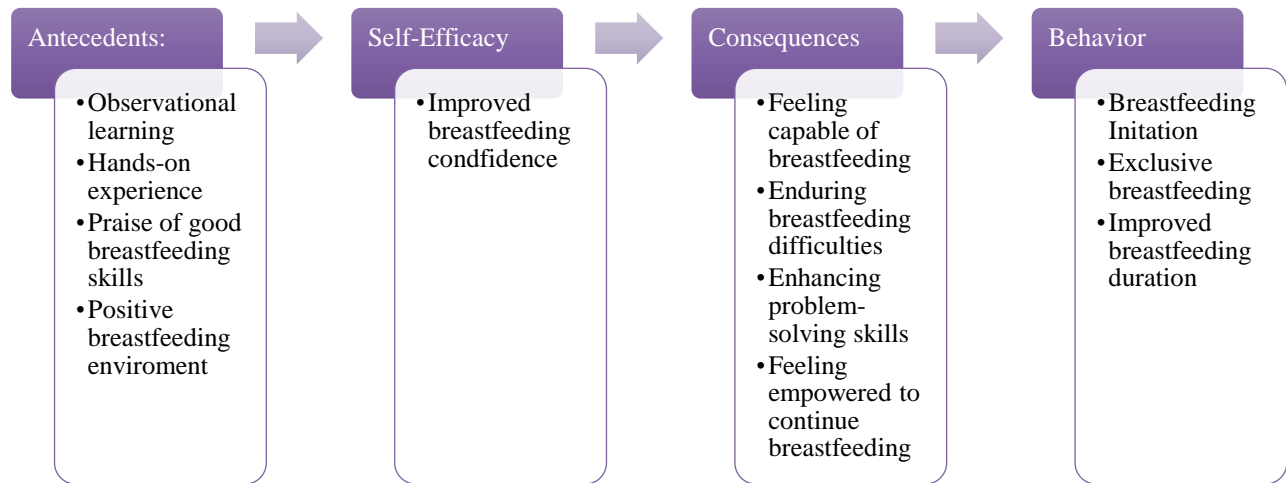 Antecedents:
•Observational
learning
•Hands-on
experience
•Praise of good
breastfeeding
skills
•Positive
breastfeeding
enviroment
Self-Efficacy
•Improved
breastfeeding
condfidence
Consequences
•Feeling
capable of
breastfeeding
•Enduring
breastfeeding
difficulties
•Enhancing
problem-
solving skills
•Feeling
empowered to
continue
breastfeeding
Behavior
•Breastfeeding
Initation
•Exclusive
breastfeeding
•Improved
breastfeeding
duration